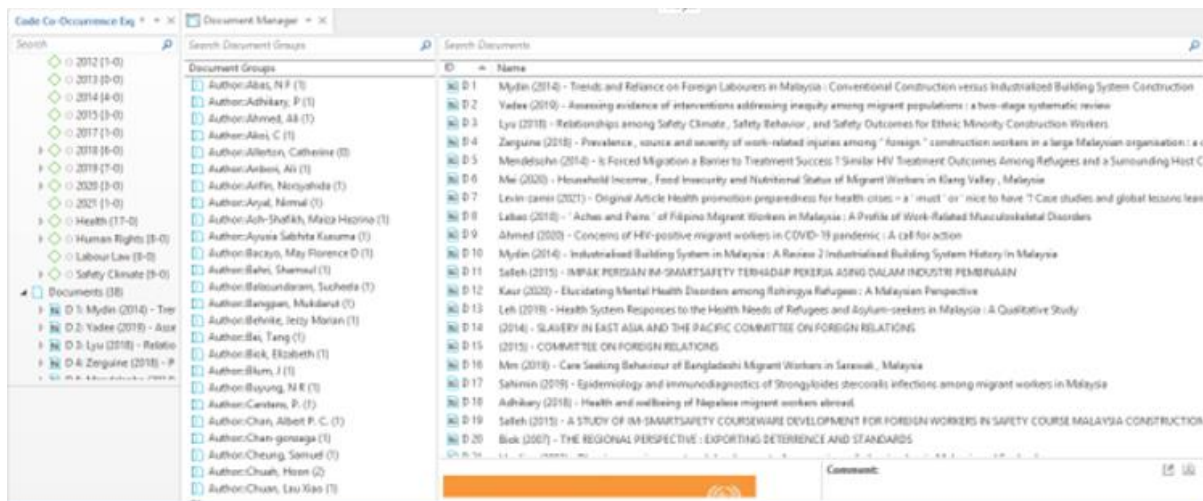 Code Co-Occurrence Exp
Document Manager
Search
Search Document Groups
Search Documents
2012 (1-0)
2013 (0-0)
2014 (4-0)
2015 (3-0)
2017 (1-0)
2018 (6-0)
2019 (7-0)
2020 (3-0)
2021 (1-0)
Health (17-0)
Human Rights (8-0)
Labour Law
Safety Climate (9-0)
Documents (38)
D 1: Mydin (2014) - Tren
D 2: Yadee (2019) - Asse
D 3: Lyu (2018) - Relatio
D 4: Zerguine (2018) - P
Document Groups
Author::Abas, N F (1)
Author::Adhikary, P (1)
Author::Ahmed, Ali (1)
Author::Akoi, C (1)
Author::Allerton, Catherine (0)
Author::Anbori, Ali (1)
Author::Arifin, Norsyahida (1)
Author::Aryal, Nirmal (1)
Author::Ash-Shafikh, Maiza Hazrina (1)
Author::Ayusia Sabhita Kusuma (1)
Author::Bacayo, May Florence D (1)
Author::Bahri, Shamsul (1)
Author::Balasundaram, Sucheda (1)
Author::Bangpan, Mukdarut (1)
Author::Behnke, Jerzy Marian (1)
Author::Bei, Tang (1)
Author::Biok, Elizabeth (1)
Author::Blum, J (1)
Author::Buyung, N R (1)
Author::Carstens, P. (1)
Author::Chan, Albert P. C. (1)
Author::Chan-gonzaga (1)
Author::Cheung, Samuel (1)
Author::Chuah, Hoon (2)
Author::Chuan, Lau Xiao (1)
ID Name
D 1 Mydin (2014) - Trends and Reliance on Foreign Labourers in Malaysia : Conventional Construction versus Industrialized Building System Construction
D 2 Yadee (2019) - Assessing evidence of interventions addressing inequity among migrant populations : a two-stage systematic review
D 3 Lyu (2018) - Relationships among Safety Climate , Safety Behavior , and Safety Outcomes for Ethnic Minority Construction Workers
D 4 Zerguine (2018) - Prevalence , source and severity of work-related injuries among " foreign " construction workers in a large Malaysian organisation : a c
D 5 Mendelsohn (2014) - Is Forced Migration a Barrier to Treatment Success ? Similar HIV Treatment Outcomes Among Refugees and a Surrounding Host C
D 6 Mei (2020) - Household Income , Food Insecurity and Nutritional Status of Migrant Workers in Klang Valley , Malaysia
D 7 Levin-zamir (2021) - Original Article Health promotion preparedness for health crises – a ' must ' or ' nice to have '? Case studies and global lessons lear
D 8 Labao (2018) - ' Aches and Pains ' of Filipino Migrant Workers in Malaysia : A Profile of Work-Related Musculoskeletal Disorders
D 9 Ahmed (2020) - Concerns of HIV-positive migrant workers in COVID-19 pandemic : A call for action
D 10 Mydin (2014) - Industrialised Building System in Malaysia : A Review 2 Industrialised Building System History In Malaysia
D 11 Salleh (2015) - IMPAK PERISIAN IM-SMARTSAFETY TERHADAP PEKERJA ASING DALAM INDUSTRI PEMBINAAN
D 12 Kaur (2020) - Elucidating Mental Health Disorders among Rohingya Refugees : A Malaysian Perspective
D 13 Leh (2019) - Health System Responses to the Health Needs of Refugees and Asylum-seekers in Malaysia : A Qualitative Study
D 14 (2014) - SLAVERY IN EAST ASIA AND THE PACIFIC COMMITTEE ON FOREIGN RELATIONS
D 15 (2015) - COMMITTEE ON FOREIGN RELATIONS
D 16 Mm (2019) - Care Seeking Behaviour of Bangladeshi Migrant Workers in Sarawak , Malaysia
D 17 Sahimin (2019) - Epidemiology and immunodiagnostics of Strongyloides stercoralis infections among migrant workers in Malaysia
D 18 Adhikary (2018) - Health and wellbeing of Nepalese migrant workers abroad.
D 19 Salleh (2015) - A STUDY OF IM-SMARTSAFETY COURSEWARE DEVELOPMENT FOR FOREIGN WORKERS IN SAFETY COURSE MALAYSIA CONSTRUCTION
D 20 Biok (2007) - THE REGIONAL PERSPECTIVE : EXPORTING DETERRENCE AND STANDARDS
Comment: